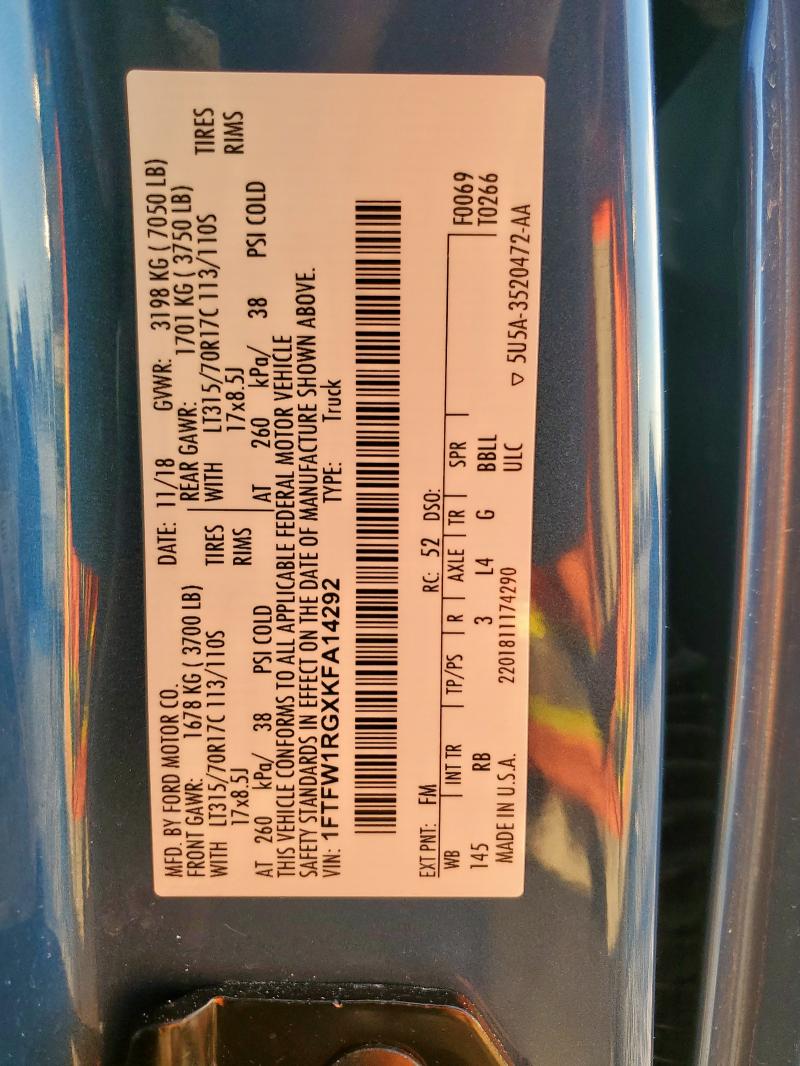 MFD. BY FORD MOTOR CO. DATE: 11/18 GVWR: 3198 KG ( 7050 LB)
FRONT GAWR: 1678 KG ( 3700 LB) REAR GAWR: 1701 KG ( 3750 LB)
WITH LT315/70R17C 113/110S TIRES WITH LT315/70R17C 113/110S TIRES
17x8.5J RIMS 17x8.5J RIMS
AT 260 kPa/ 38 PSI COLD AT 260 kPa/ 38 PSI COLD
THIS VEHICLE CONFORMS TO ALL APPLICABLE FEDERAL MOTOR VEHICLE
SAFETY STANDARDS IN EFFECT ON THE DATE OF MANUFACTURE SHOWN ABOVE.
VIN: 1FTFW1RGXKFA14292 TYPE: Truck
EXT PNT: FM RC: 52 DSO: F0069
WB INT TR TP/PS R AXLE TR SPR T0266
145 RB 3 L4 G BBLL
MADE IN U.S.A. 2201811174290 ULC ▽ 5U5A-3520472-AA